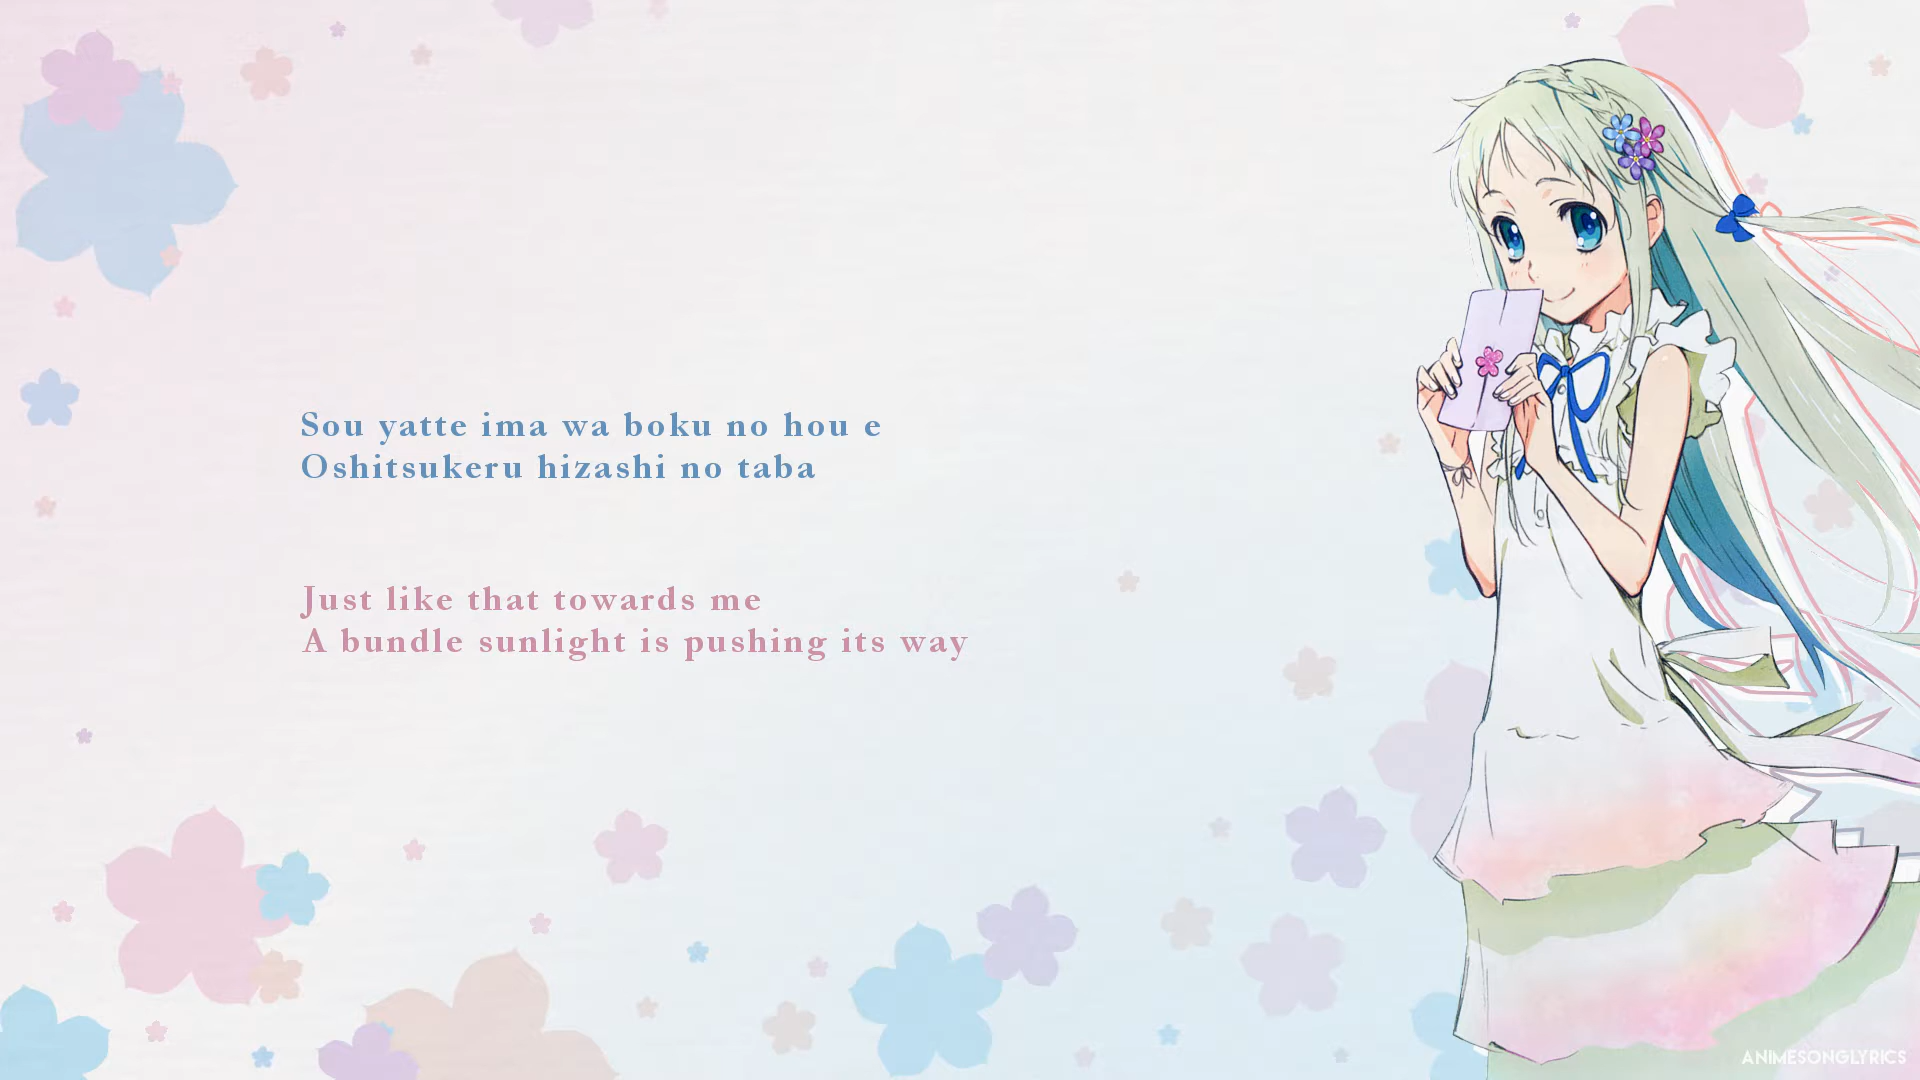 Sou yatte ima wa boku no hou e
Oshitsukeru hizashi no taba
Just like that towards me
A bundle sunlight is pushing its way
ANIMESONGLYRICS